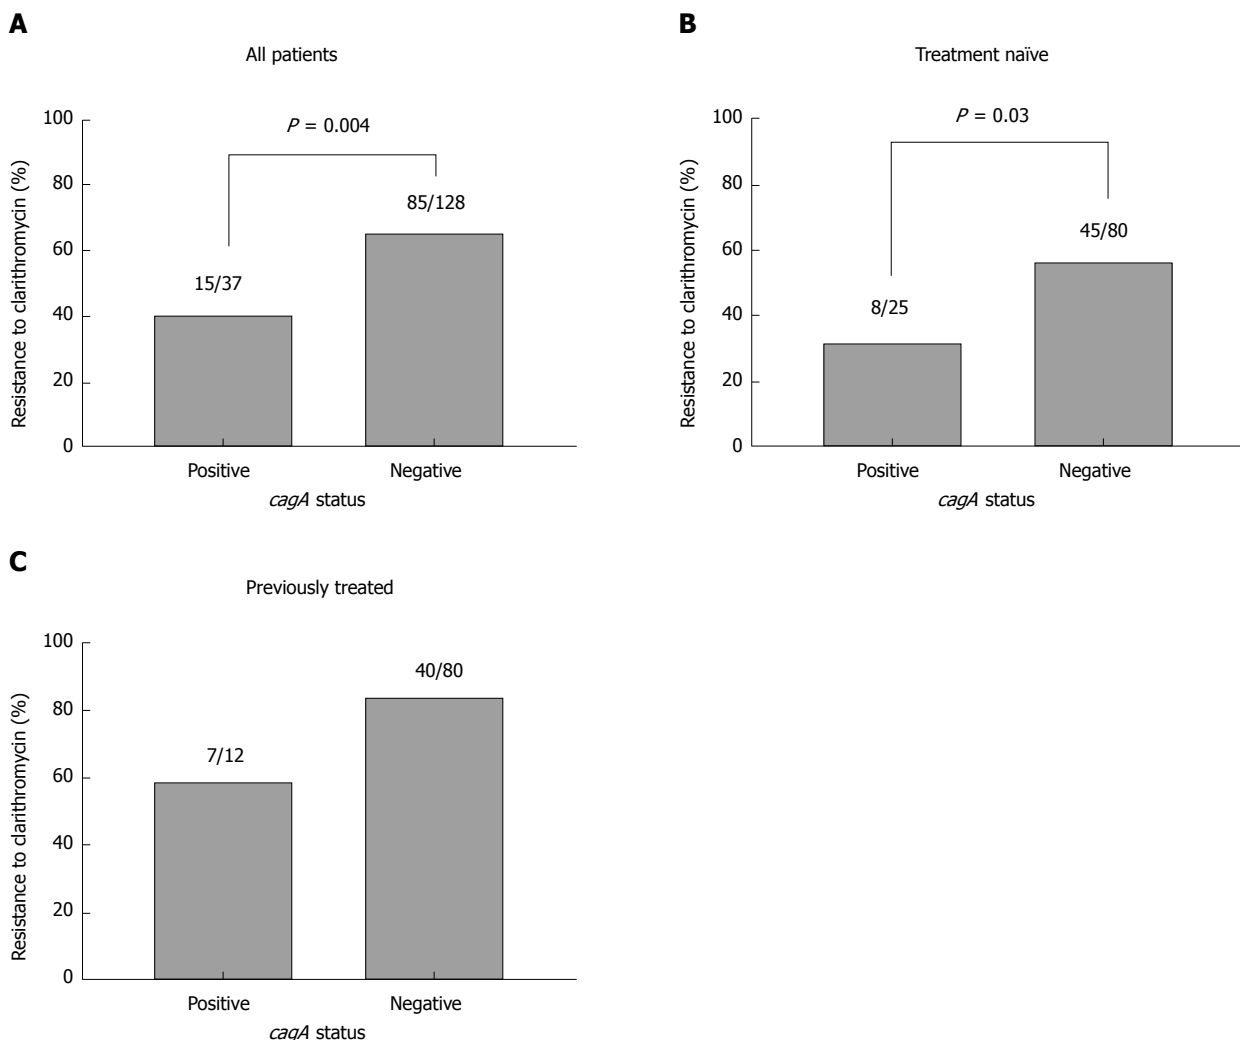 A
All patients
Resistance to clarithromycin (%)
100
80
60
40
20
0
P = 0.004
15/37
85/128
Positive
Negative
cagA status
B
Treatment naïve
Resistance to clarithromycin (%)
100
80
60
40
20
0
P = 0.03
8/25
45/80
Positive
Negative
cagA status
C
Previously treated
Resistance to clarithromycin (%)
100
80
60
40
20
0
7/12
40/80
Positive
Negative
cagA status